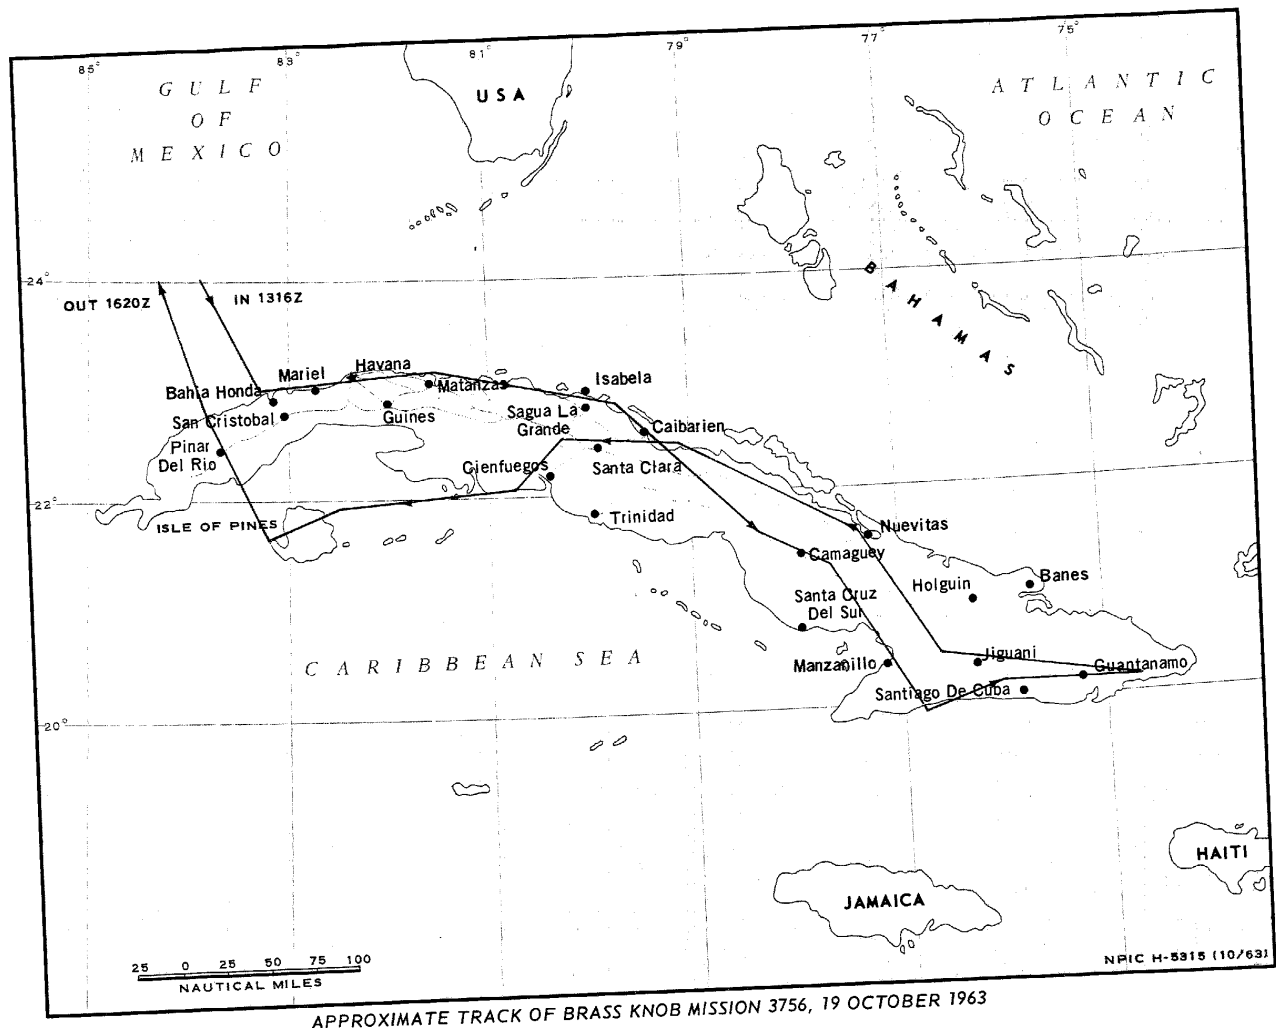 85° 83° 81° 79° 77° 75°
GULF
OF
MEXICO
USA
ATLANTIC
OCEAN
BAHAMAS
24°
OUT 1620Z
IN 1316Z
Havana
Mariel
Bahia Honda
Matanzas
Isabela
San Cristobal
Guines
Sagua La
Grande
Caibarien
Pinar
Del Rio
Cienfuegos
Santa Clara
22°
ISLE OF PINES
Trinidad
Nuevitas
Camaguey
Holguin
Banes
Santa Cruz
Del Sur
CARIBBEAN SEA
Manzanillo
Jiguani
Guantanamo
Santiago De Cuba
20°
HAITI
JAMAICA
25 0 25 50 75 100
NAUTICAL MILES
NPIC H-5315 (10/63)
APPROXIMATE TRACK OF BRASS KNOB MISSION 3756, 19 OCTOBER 1963